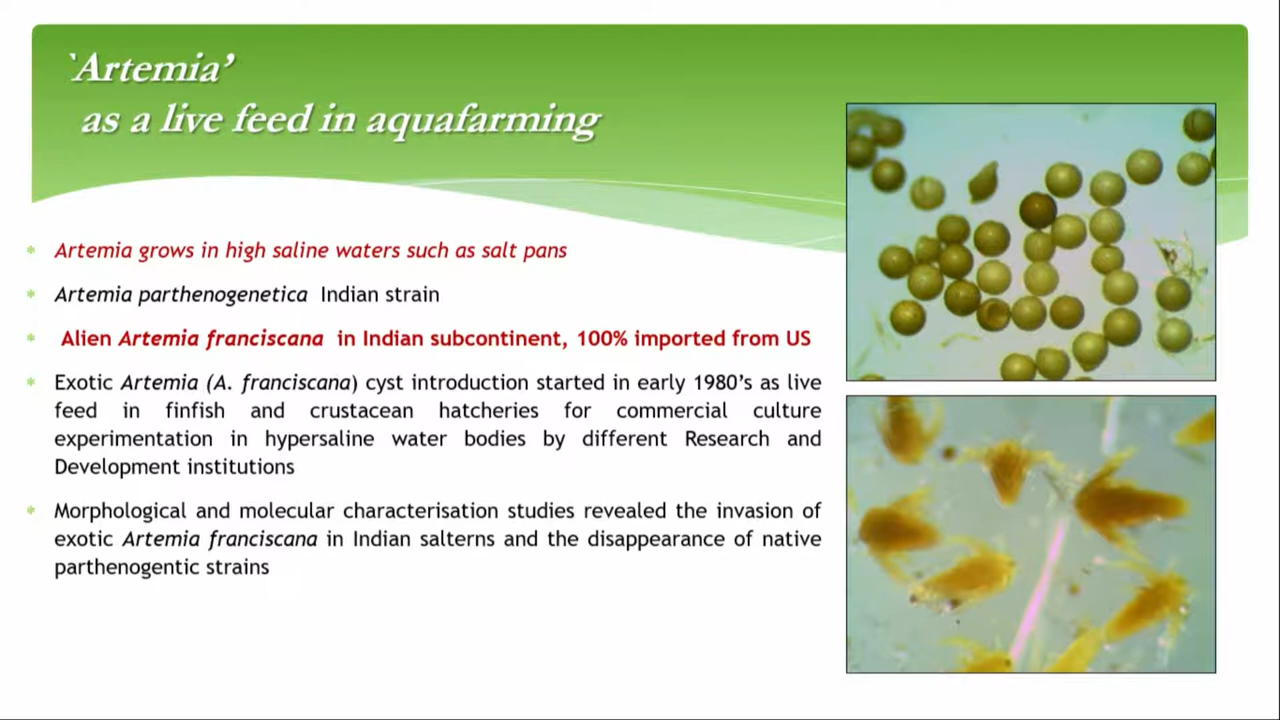 `Artemia'
as a live feed in aquafarming
* Artemia grows in high saline waters such as salt pans
* Artemia parthenogenetica Indian strain
* Alien Artemia franciscana in Indian subcontinent, 100% imported from US
* Exotic Artemia (A. franciscana) cyst introduction started in early 1980's as live
feed in finfish and crustacean hatcheries for commercial culture
experimentation in hypersaline water bodies by different Research and
Development institutions
* Morphological and molecular characterisation studies revealed the invasion of
exotic Artemia franciscana in Indian salterns and the disappearance of native
parthenogentic strains